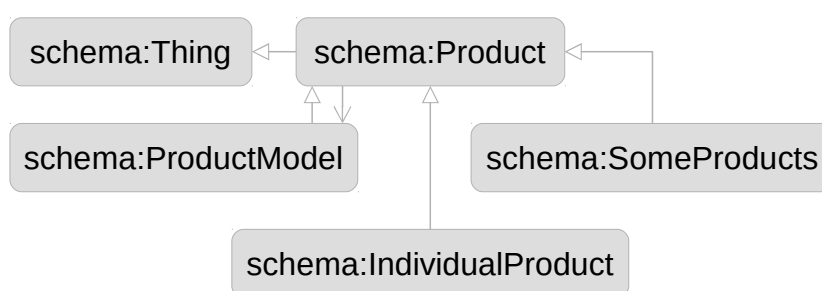 schema:Thing
schema:Product
schema:ProductModel
schema:SomeProducts
schema:IndividualProduct